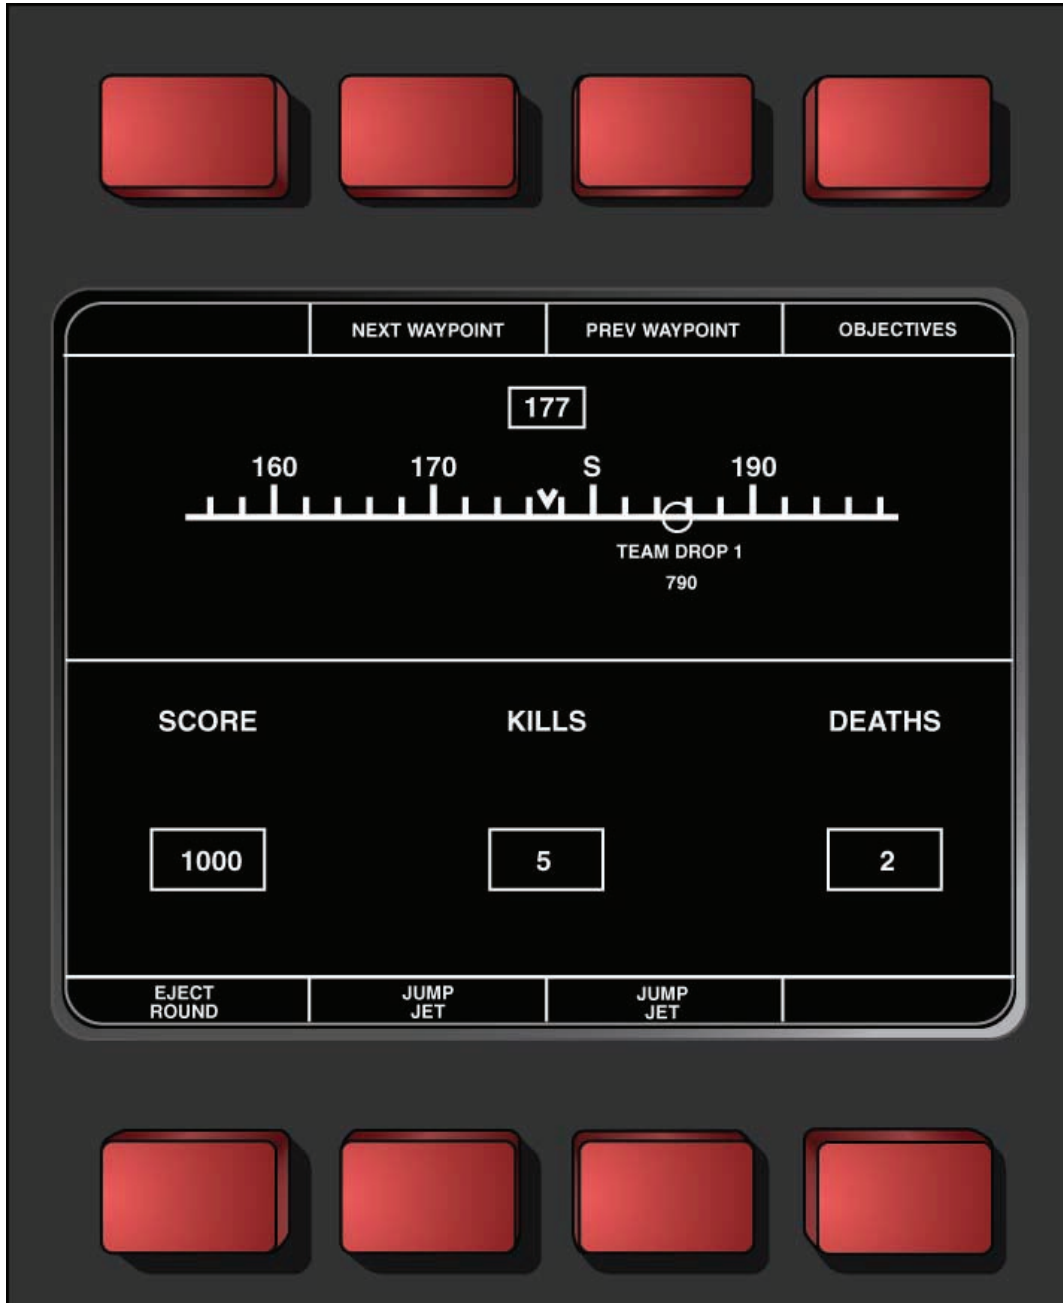 NEXT WAYPOINT
PREV WAYPOINT
OBJECTIVES
177
160 170 S 190
TEAM DROP 1
790
SCORE KILLS DEATHS
1000 5 2
EJECT
ROUND
JUMP
JET
JUMP
JET